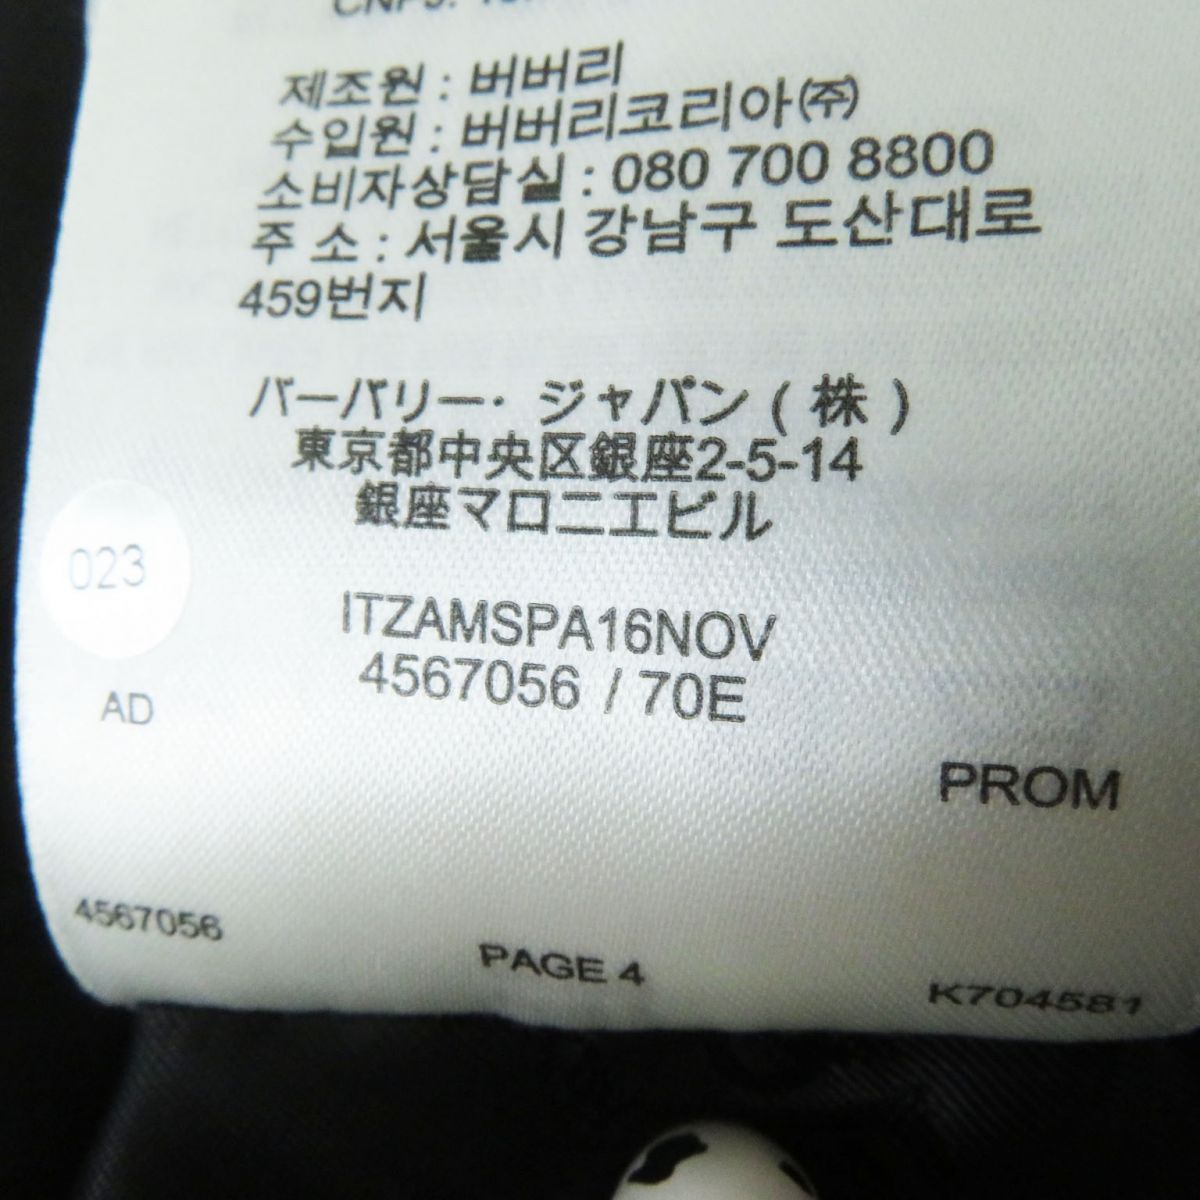 제조원 : 버버리
수입원 : 버버리코리아㈜
소비자상담실 : 080 700 8800
주 소 : 서울시 강남구 도산대로
459번지
バーバリー・ ジャパン ( 株 )
東京都中央区銀座2-5-14
銀座マロニエビル
023
ITZAMSPA16NOV
4567056 / 70E
AD
PROM
4567056
PAGE 4
K704581